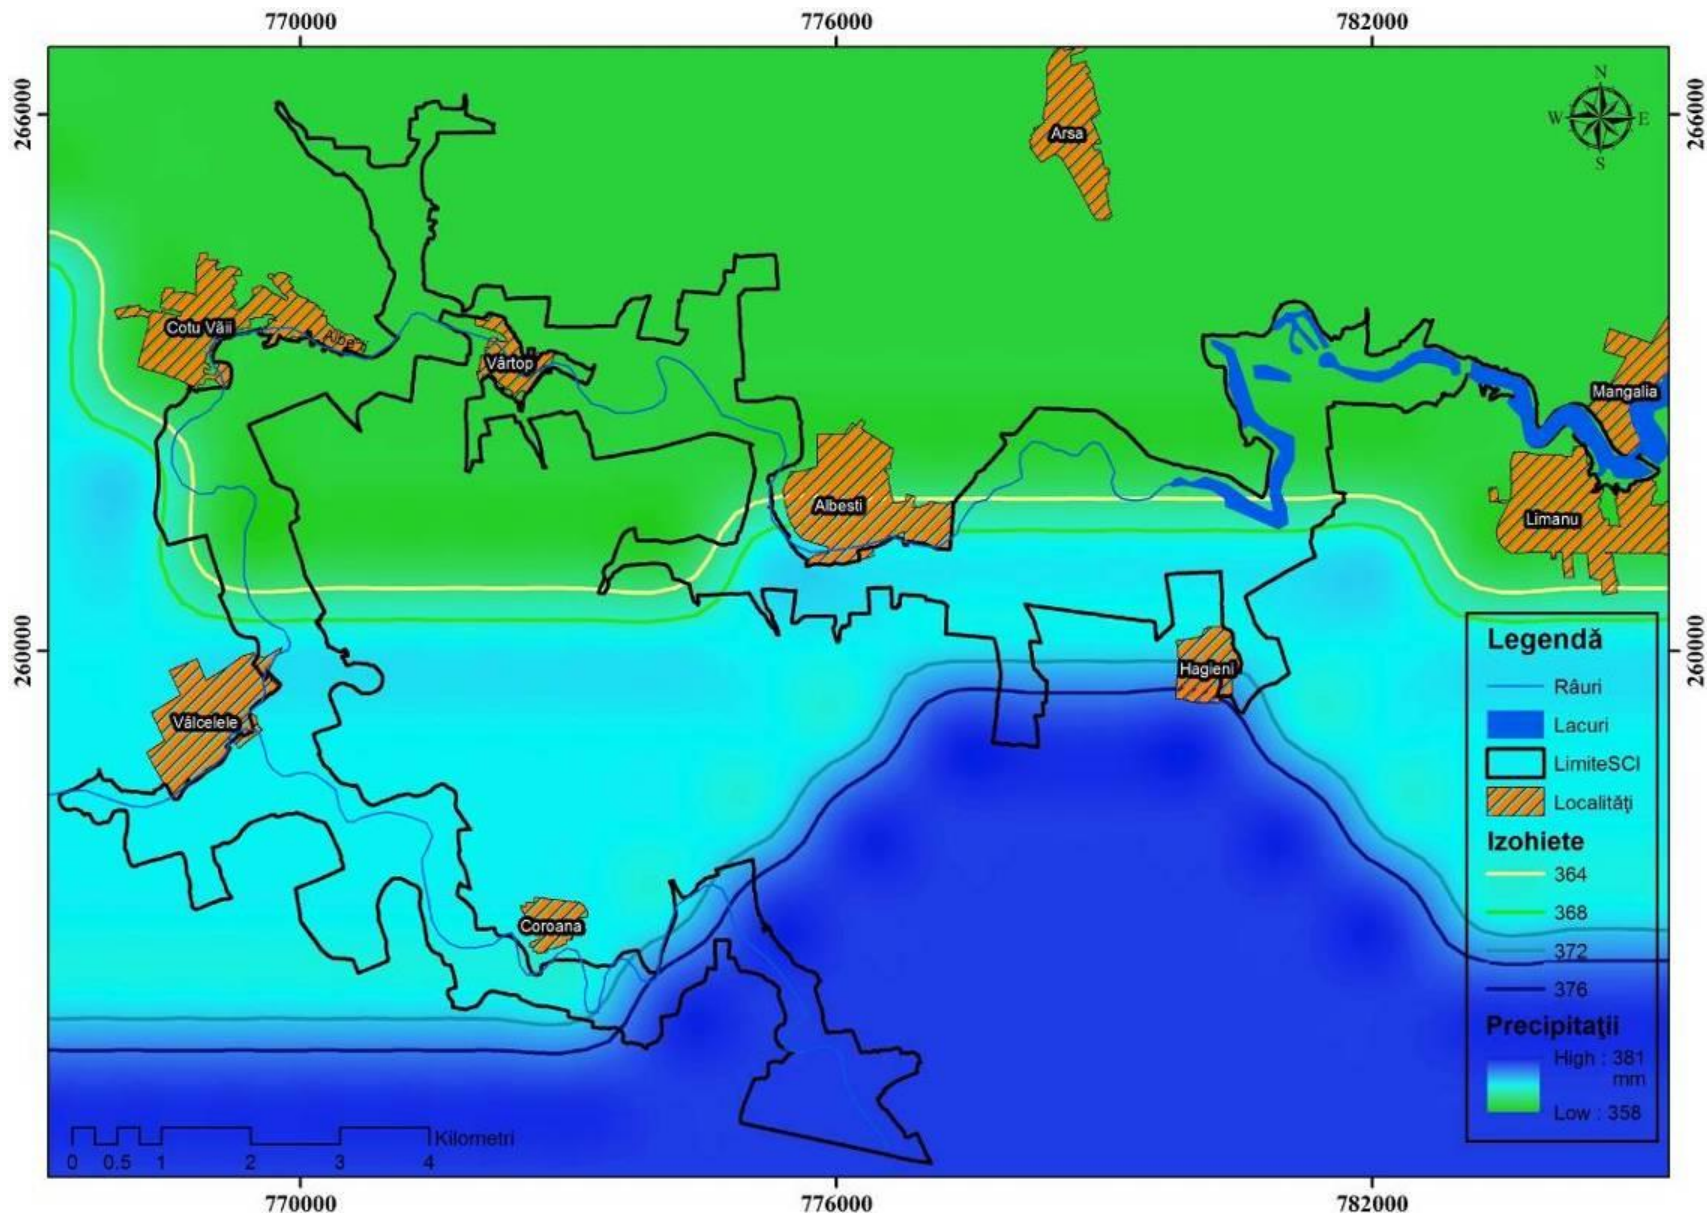 770000
776000
782000
266000
266000
N
W
E
S
Arsa
Cotu Văii
Albești
Vârtop
Mangalia
Albesti
Limanu
260000
260000
Hagieni
Vâlcelele
Coroana
Legendă
Râuri
Lacuri
LimiteSCI
Localităţi
Izohiete
364
368
372
376
Precipitaţii
High : 381
mm
Low : 358
Kilometri
0 0.5 1 2 3 4
770000
776000
782000